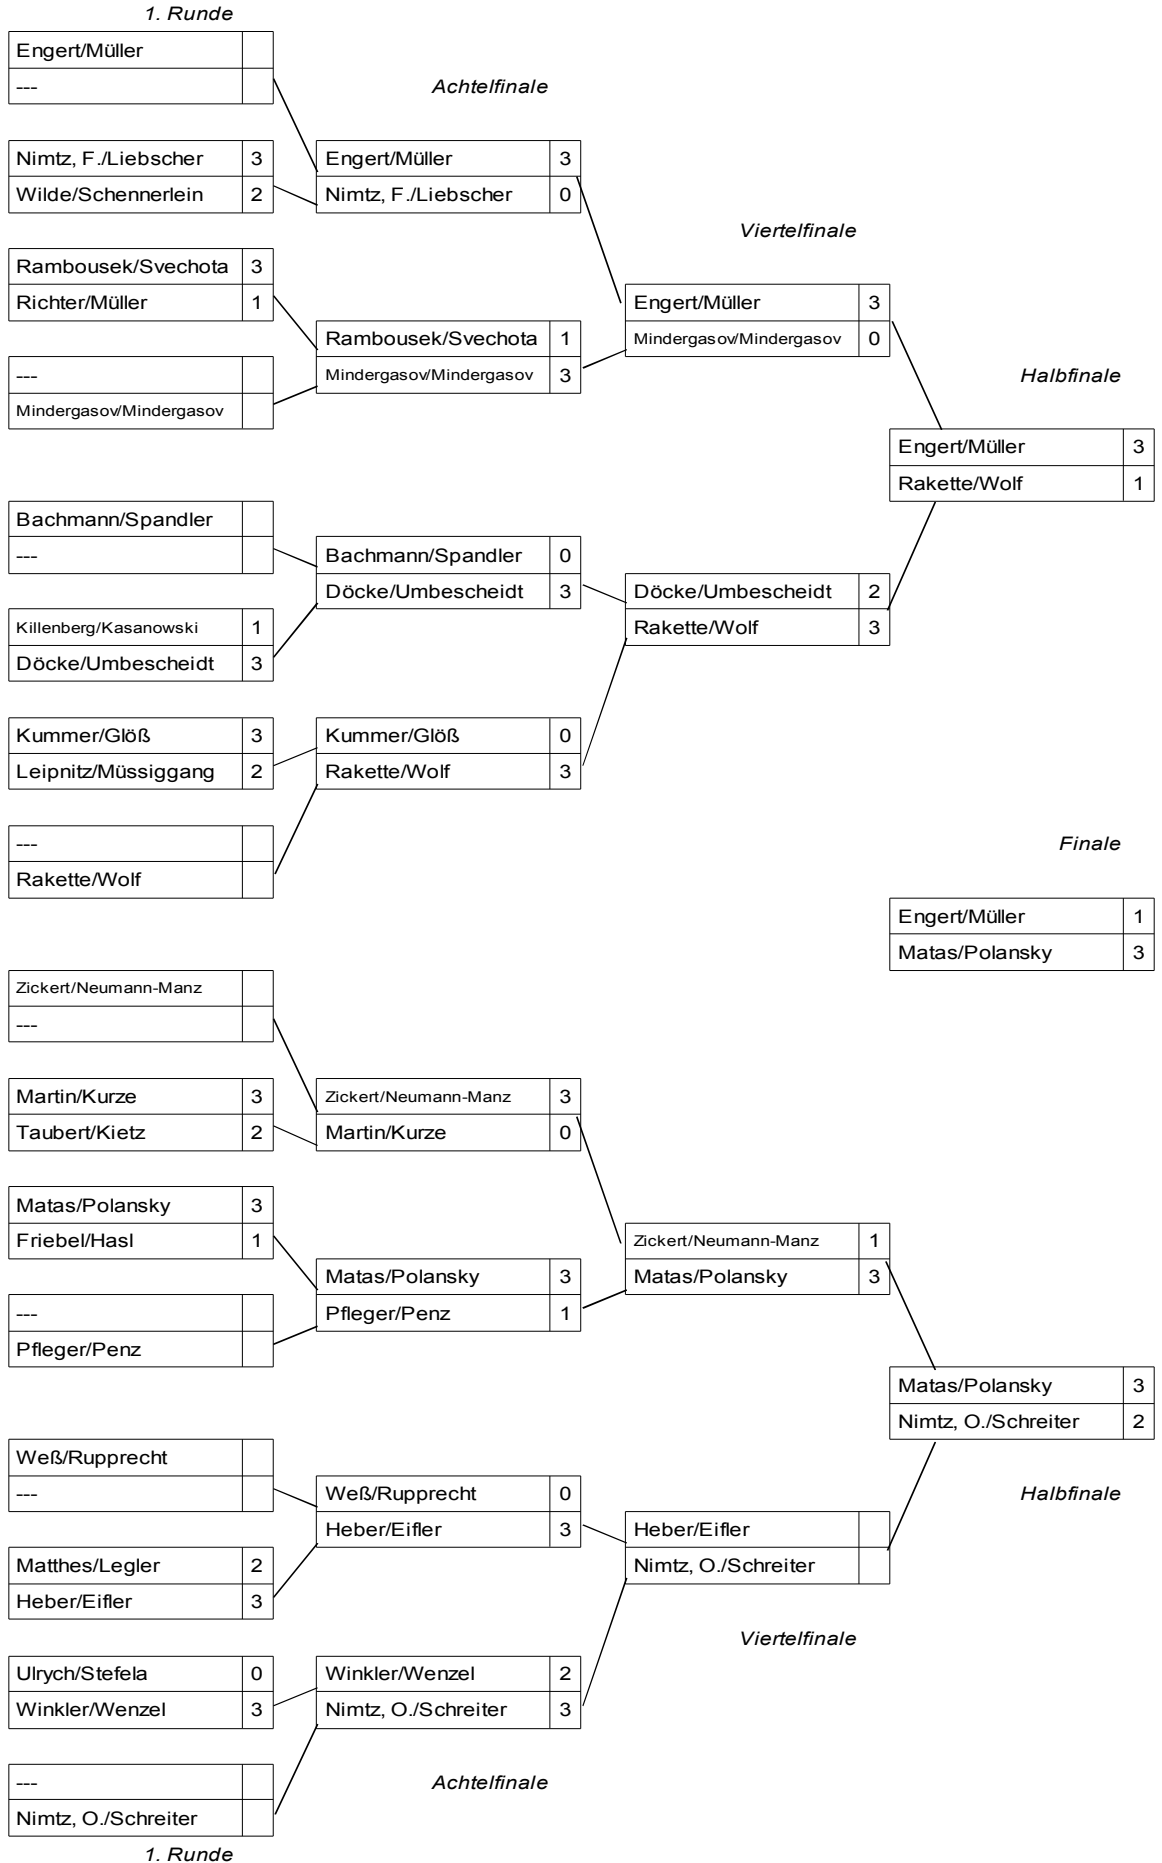 1. Runde
Engert/Müller
---
Achtelfinale
Nimtz, F./Liebscher 3
Wilde/Schennerlein 2
Engert/Müller 3
Nimtz, F./Liebscher 0
Viertelfinale
Rambousek/Svechota 3
Richter/Müller 1
Engert/Müller 3
Mindergasov/Mindergasov 0
Rambousek/Svechota 1
Mindergasov/Mindergasov 3
---
Mindergasov/Mindergasov
Halbfinale
Engert/Müller 3
Rakette/Wolf 1
Bachmann/Spandler
---
Bachmann/Spandler 0
Döcke/Umbescheidt 3
Döcke/Umbescheidt 2
Rakette/Wolf 3
Killenberg/Kasanowski 1
Döcke/Umbescheidt 3
Kummer/Glöß 3
Leipnitz/Müssiggang 2
Kummer/Glöß 0
Rakette/Wolf 3
---
Rakette/Wolf
Finale
Engert/Müller 1
Matas/Polansky 3
Zickert/Neumann-Manz
---
Martin/Kurze 3
Taubert/Kietz 2
Zickert/Neumann-Manz 3
Martin/Kurze 0
Matas/Polansky 3
Friebel/Hasl 1
Zickert/Neumann-Manz 1
Matas/Polansky 3
Matas/Polansky 3
Pfleger/Penz 1
---
Pfleger/Penz
Matas/Polansky 3
Nimtz, O./Schreiter 2
Weß/Rupprecht
---
Weß/Rupprecht 0
Heber/Eifler 3
Halbfinale
Heber/Eifler
Nimtz, O./Schreiter
Matthes/Legler 2
Heber/Eifler 3
Viertelfinale
Ulrych/Stefela 0
Winkler/Wenzel 3
Winkler/Wenzel 2
Nimtz, O./Schreiter 3
---
Nimtz, O./Schreiter
Achtelfinale
1. Runde